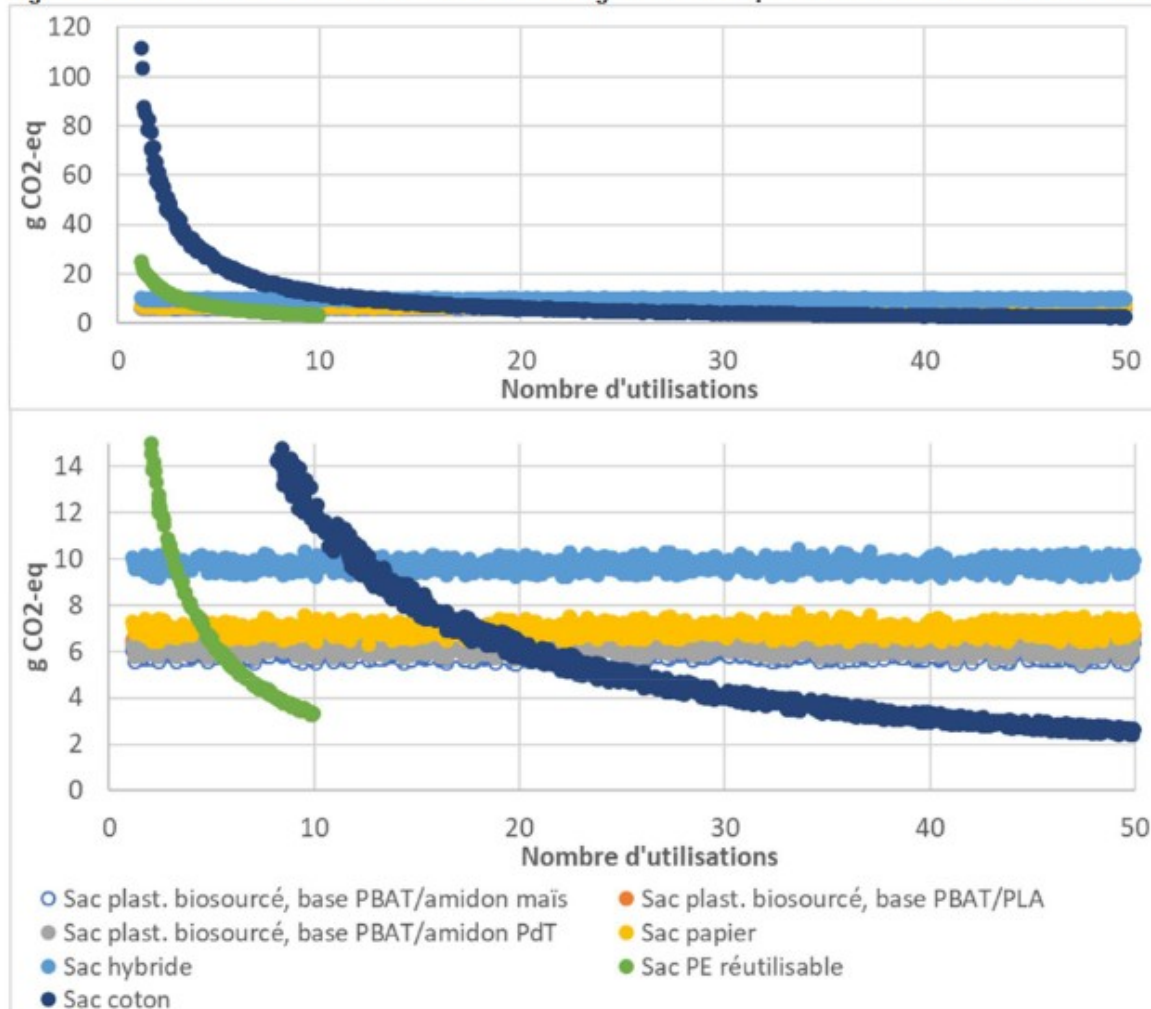 120
100
80
60
40
20
0
g CO2-eq
0 10 20 30 40 50
Nombre d'utilisations
14
12
10
8
6
4
2
0
g CO2-eq
0 10 20 30 40 50
Nombre d'utilisations
Sac plast. biosourcé, base PBAT/amidon maïs
Sac plast. biosourcé, base PBAT/PLA
Sac plast. biosourcé, base PBAT/amidon PdT
Sac papier
Sac hybride
Sac PE réutilisable
Sac coton